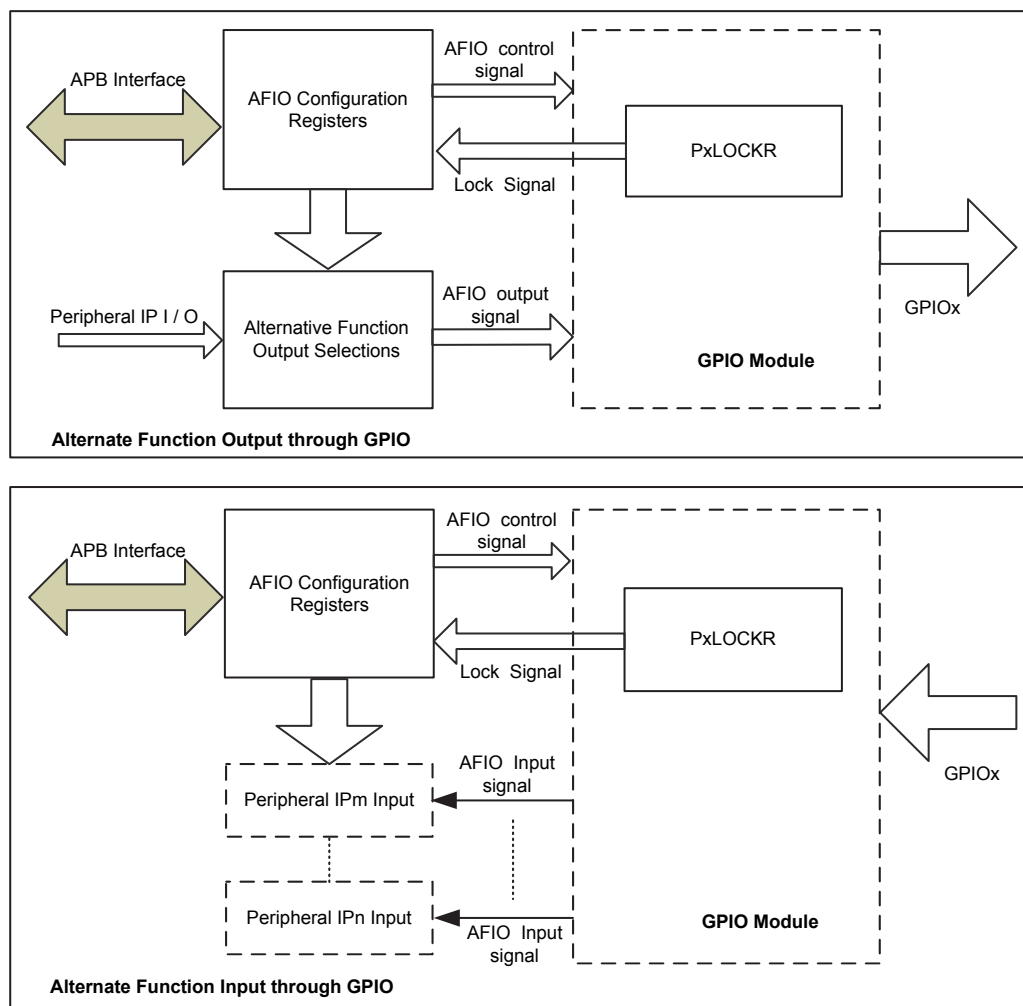 APB Interface
AFIO Configuration
Registers
AFIO control
signal
Lock Signal
PxLOCKR
Peripheral IP I / O
Alternative Function
Output Selections
AFIO output
signal
GPIO Module
GPIOx
Alternate Function Output through GPIO
APB Interface
AFIO Configuration
Registers
AFIO control
signal
Lock Signal
PxLOCKR
GPIOx
Peripheral IPm Input
AFIO Input
signal
Peripheral IPn Input
AFIO Input
signal
GPIO Module
Alternate Function Input through GPIO